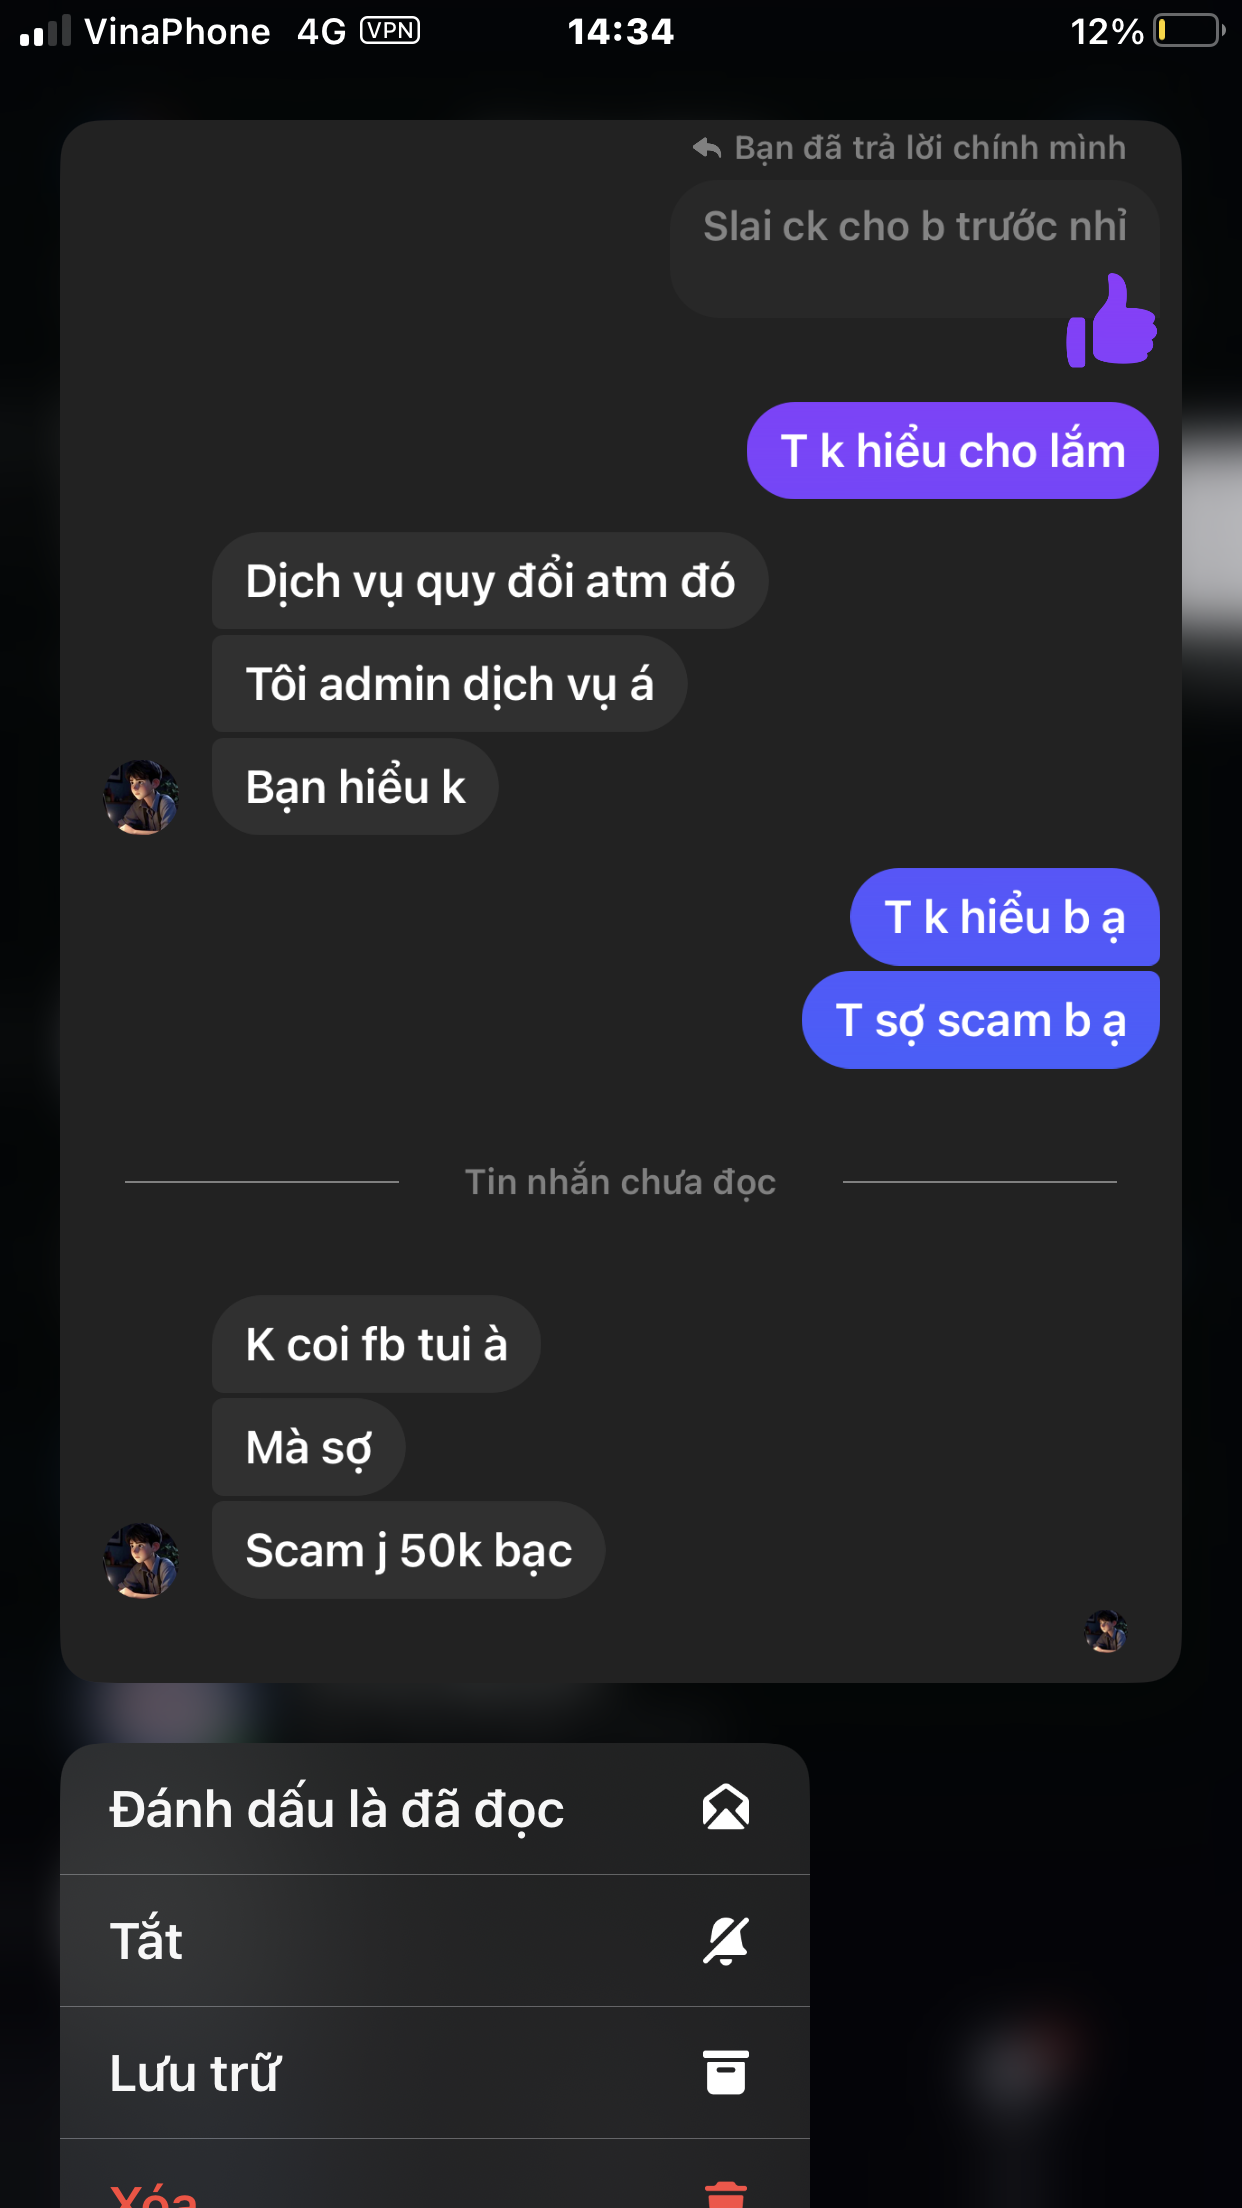 VinaPhone 4G VPN 14:34 12%
Bạn đã trả lời chính mình
Slai ck cho b trước nhỉ
T k hiểu cho lắm
Dịch vụ quy đổi atm đó
Tôi admin dịch vụ á
Bạn hiểu k
T k hiểu b ạ
T sợ scam b ạ
Tin nhắn chưa đọc
K coi fb tui à
Mà sợ
Scam j 50k bạc
Đánh dấu là đã đọc
Tắt
Lưu trữ
Xóa